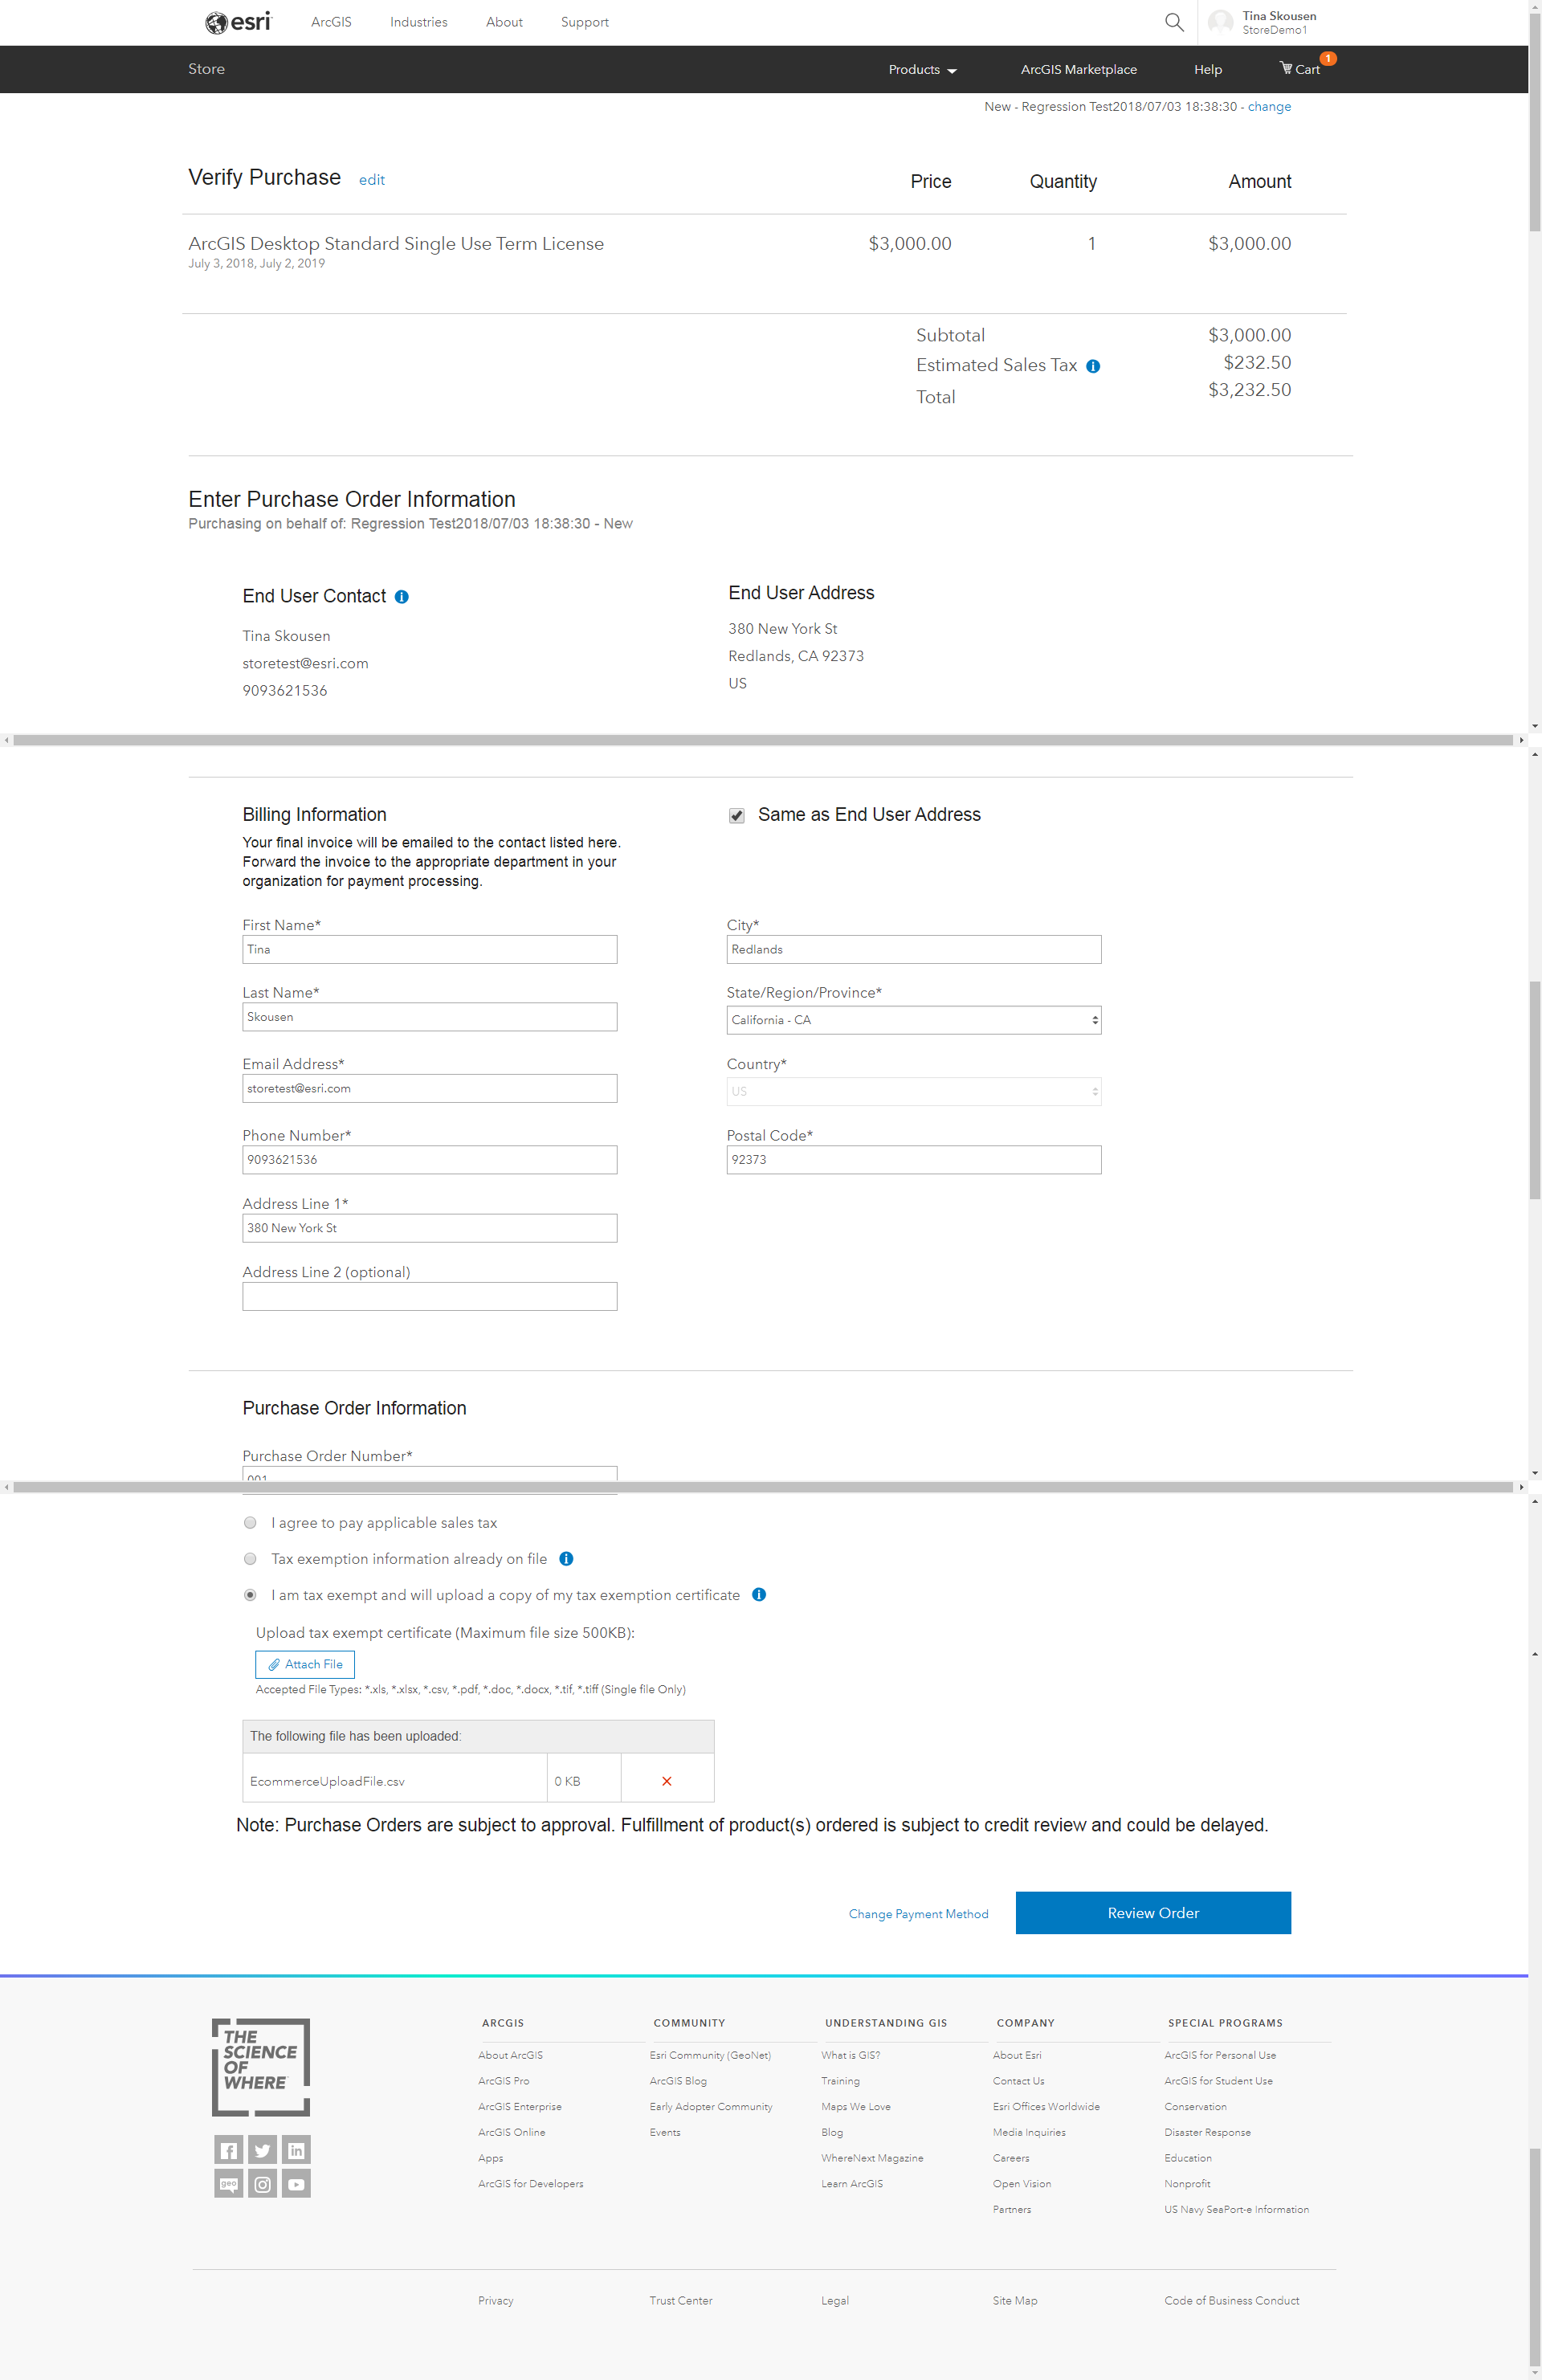 esri
ArcGIS Industries About Support
Tina Skousen
StoreDemo1
Store Products ArcGIS Marketplace Help Cart 1
New - Regression Test2018/07/03 18:38:30 - change
Verify Purchase edit Price Quantity Amount
ArcGIS Desktop Standard Single Use Term License $3,000.00 1 $3,000.00
July 3, 2018, July 2, 2019
Subtotal $3,000.00
Estimated Sales Tax $232.50
Total $3,232.50
Enter Purchase Order Information
Purchasing on behalf of: Regression Test2018/07/03 18:38:30 - New
End User Contact
Tina Skousen
storetest@esri.com
9093621536
End User Address
380 New York St
Redlands, CA 92373
US
Billing Information
Your final invoice will be emailed to the contact listed here.
Forward the invoice to the appropriate department in your
organization for payment processing.
Same as End User Address
First Name*
Tina
Last Name*
Skousen
Email Address*
storetest@esri.com
Phone Number*
9093621536
Address Line 1*
380 New York St
Address Line 2 (optional)
City*
Redlands
State/Region/Province*
California - CA
Country*
US
Postal Code*
92373
Purchase Order Information
Purchase Order Number*
001
I agree to pay applicable sales tax
Tax exemption information already on file
I am tax exempt and will upload a copy of my tax exemption certificate
Upload tax exempt certificate (Maximum file size 500KB):
Attach File
Accepted File Types: *.xls, *.xlsx, *.csv, *.pdf, *.doc, *.docx, *.tif, *.tiff (Single file Only)
The following file has been uploaded:
EcommerceUploadFile.csv 0 KB
Note: Purchase Orders are subject to approval. Fulfillment of product(s) ordered is subject to credit review and could be delayed.
Change Payment Method Review Order
THE
SCIENCE
OF
WHERE
geo
ARCGIS
About ArcGIS
ArcGIS Pro
ArcGIS Enterprise
ArcGIS Online
Apps
ArcGIS for Developers
COMMUNITY
Esri Community (GeoNet)
ArcGIS Blog
Early Adopter Community
Events
UNDERSTANDING GIS
What is GIS?
Training
Maps We Love
Blog
WhereNext Magazine
Learn ArcGIS
COMPANY
About Esri
Contact Us
Esri Offices Worldwide
Media Inquiries
Careers
Open Vision
Partners
SPECIAL PROGRAMS
ArcGIS for Personal Use
ArcGIS for Student Use
Conservation
Disaster Response
Education
Nonprofit
US Navy SeaPort-e Information
Privacy Trust Center Legal Site Map Code of Business Conduct